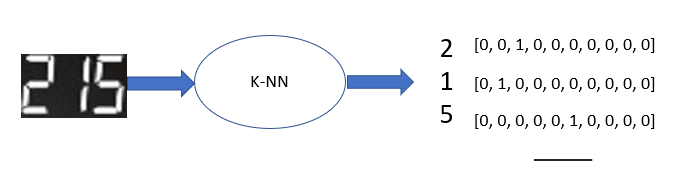 215
K-NN
2 [0, 0, 1, 0, 0, 0, 0, 0, 0, 0]
1 [0, 1, 0, 0, 0, 0, 0, 0, 0, 0]
5 [0, 0, 0, 0, 0, 1, 0, 0, 0, 0]